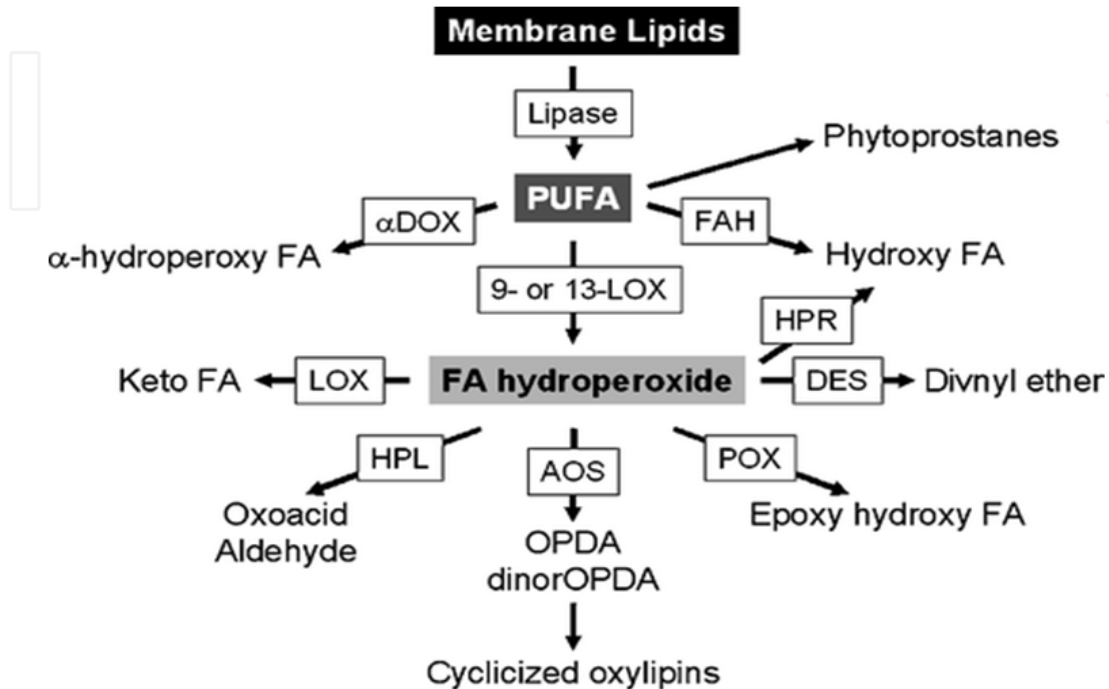 Membrane Lipids
Lipase
Phytoprostanes
PUFA
αDOX
FAH
α-hydroperoxy FA
Hydroxy FA
9- or 13-LOX
HPR
Keto FA
LOX
FA hydroperoxide
DES
Divnyl ether
HPL
AOS
POX
Oxoacid
Aldehyde
Epoxy hydroxy FA
OPDA
dinorOPDA
Cyclicized oxylipins